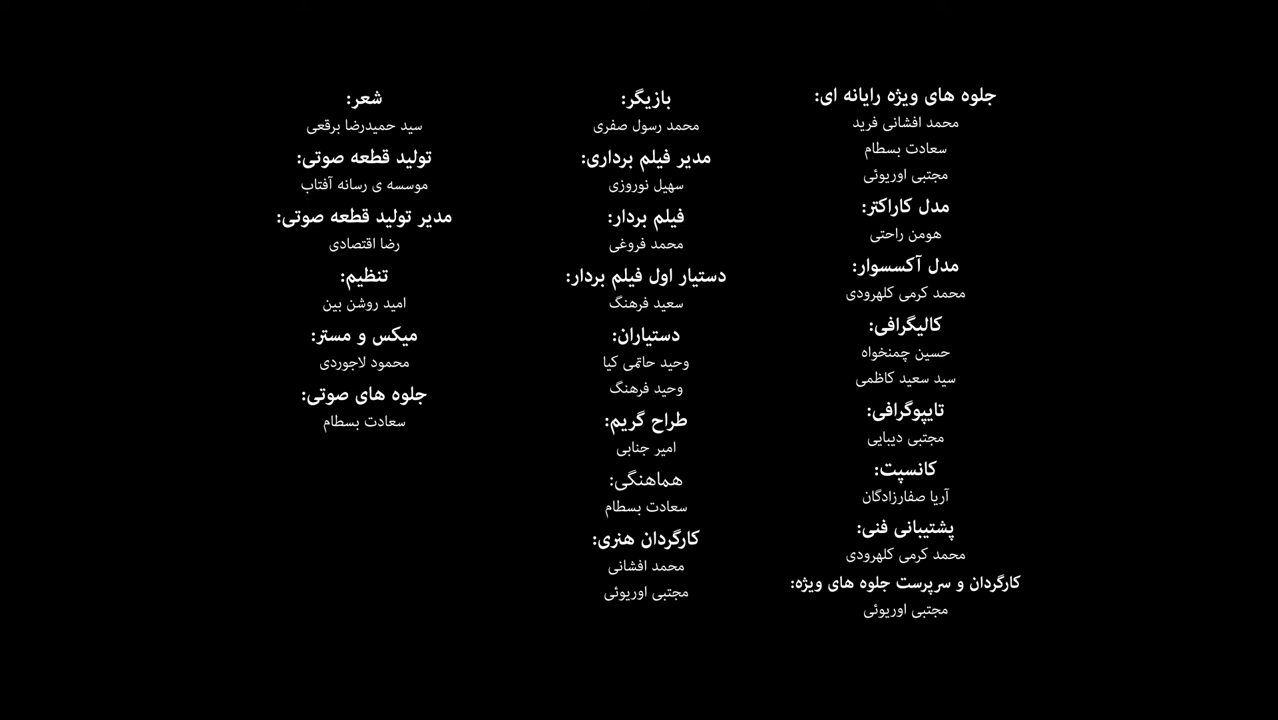 جلوه های ویژه رایانه ای:
محمد افشانی فرید
سعادت بسطام
مجتبی اوریوئی
مدل کاراکتر:
هومن راحتی
مدل آکسسوار:
محمد کرمی کلهرودی
کالیگرافی:
حسین چمنخواه
سید سعید کاظمی
تایپوگرافی:
مجتبی دیبایی
کانسپت:
آریا صفارزادگان
پشتیبانی فنی:
محمد کرمی کلهرودی
کارگردان و سرپرست جلوه های ویژه:
مجتبی اوریوئی
بازیگر:
محمد رسول صفری
مدیر فیلم برداری:
سهیل نوروزی
فیلم بردار:
محمد فروغی
دستیار اول فیلم بردار:
سعید فرهنگ
دستیاران:
وحید حاتمی کیا
وحید فرهنگ
طراح گریم:
امیر جنابی
هماهنگی:
سعادت بسطام
کارگردان هنری:
محمد افشانی
مجتبی اوریوئی
شعر:
سید حمیدرضا برقعی
تولید قطعه صوتی:
موسسه ی رسانه آفتاب
مدیر تولید قطعه صوتی:
رضا اقتصادی
تنظیم:
امید روشن بین
میکس و مستر:
محمود لاجوردی
جلوه های صوتی:
سعادت بسطام